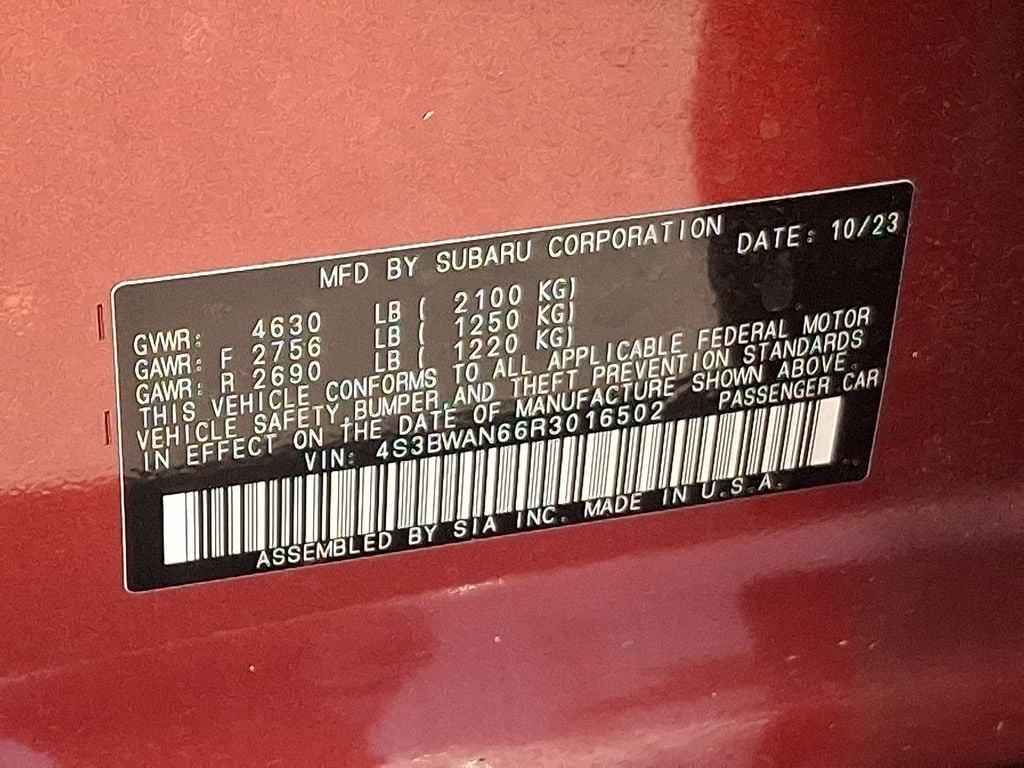 MFD BY SUBARU CORPORATION DATE: 10/23
GVWR: 4630 LB ( 2100 KG)
GAWR: F 2756 LB ( 1250 KG)
GAWR: R 2690 LB ( 1220 KG)
THIS VEHICLE CONFORMS TO ALL APPLICABLE FEDERAL MOTOR
VEHICLE SAFETY,BUMPER,AND THEFT PREVENTION STANDARDS
IN EFFECT ON THE DATE OF MANUFACTURE SHOWN ABOVE.
VIN: 4S3BWAN66R3016502 PASSENGER CAR
ASSEMBLED BY SIA INC. MADE IN U.S.A.